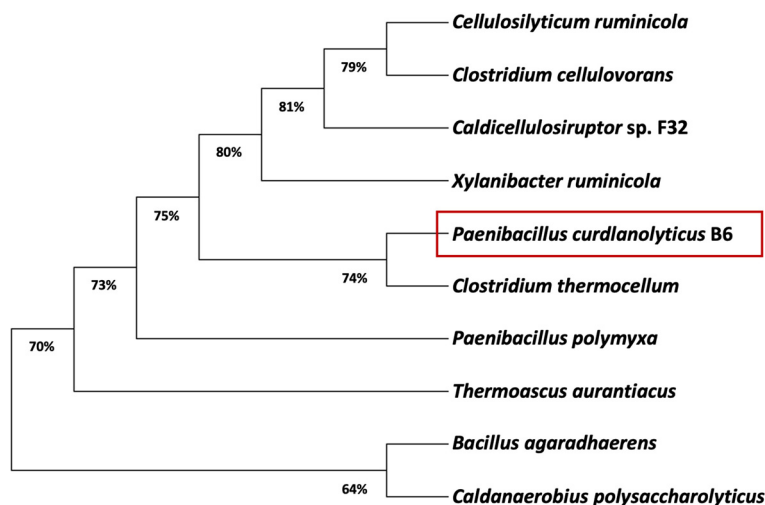 Cellulosilyticum ruminicola
79%
Clostridium cellulovorans
81%
Caldicellulosiruptor sp. F32
80%
Xylanibacter ruminicola
75%
Paenibacillus curdlanolyticus B6
74%
Clostridium thermocellum
73%
Paenibacillus polymyxa
70%
Thermoascus aurantiacus
Bacillus agaradhaerens
64%
Caldanaerobius polysaccharolyticus